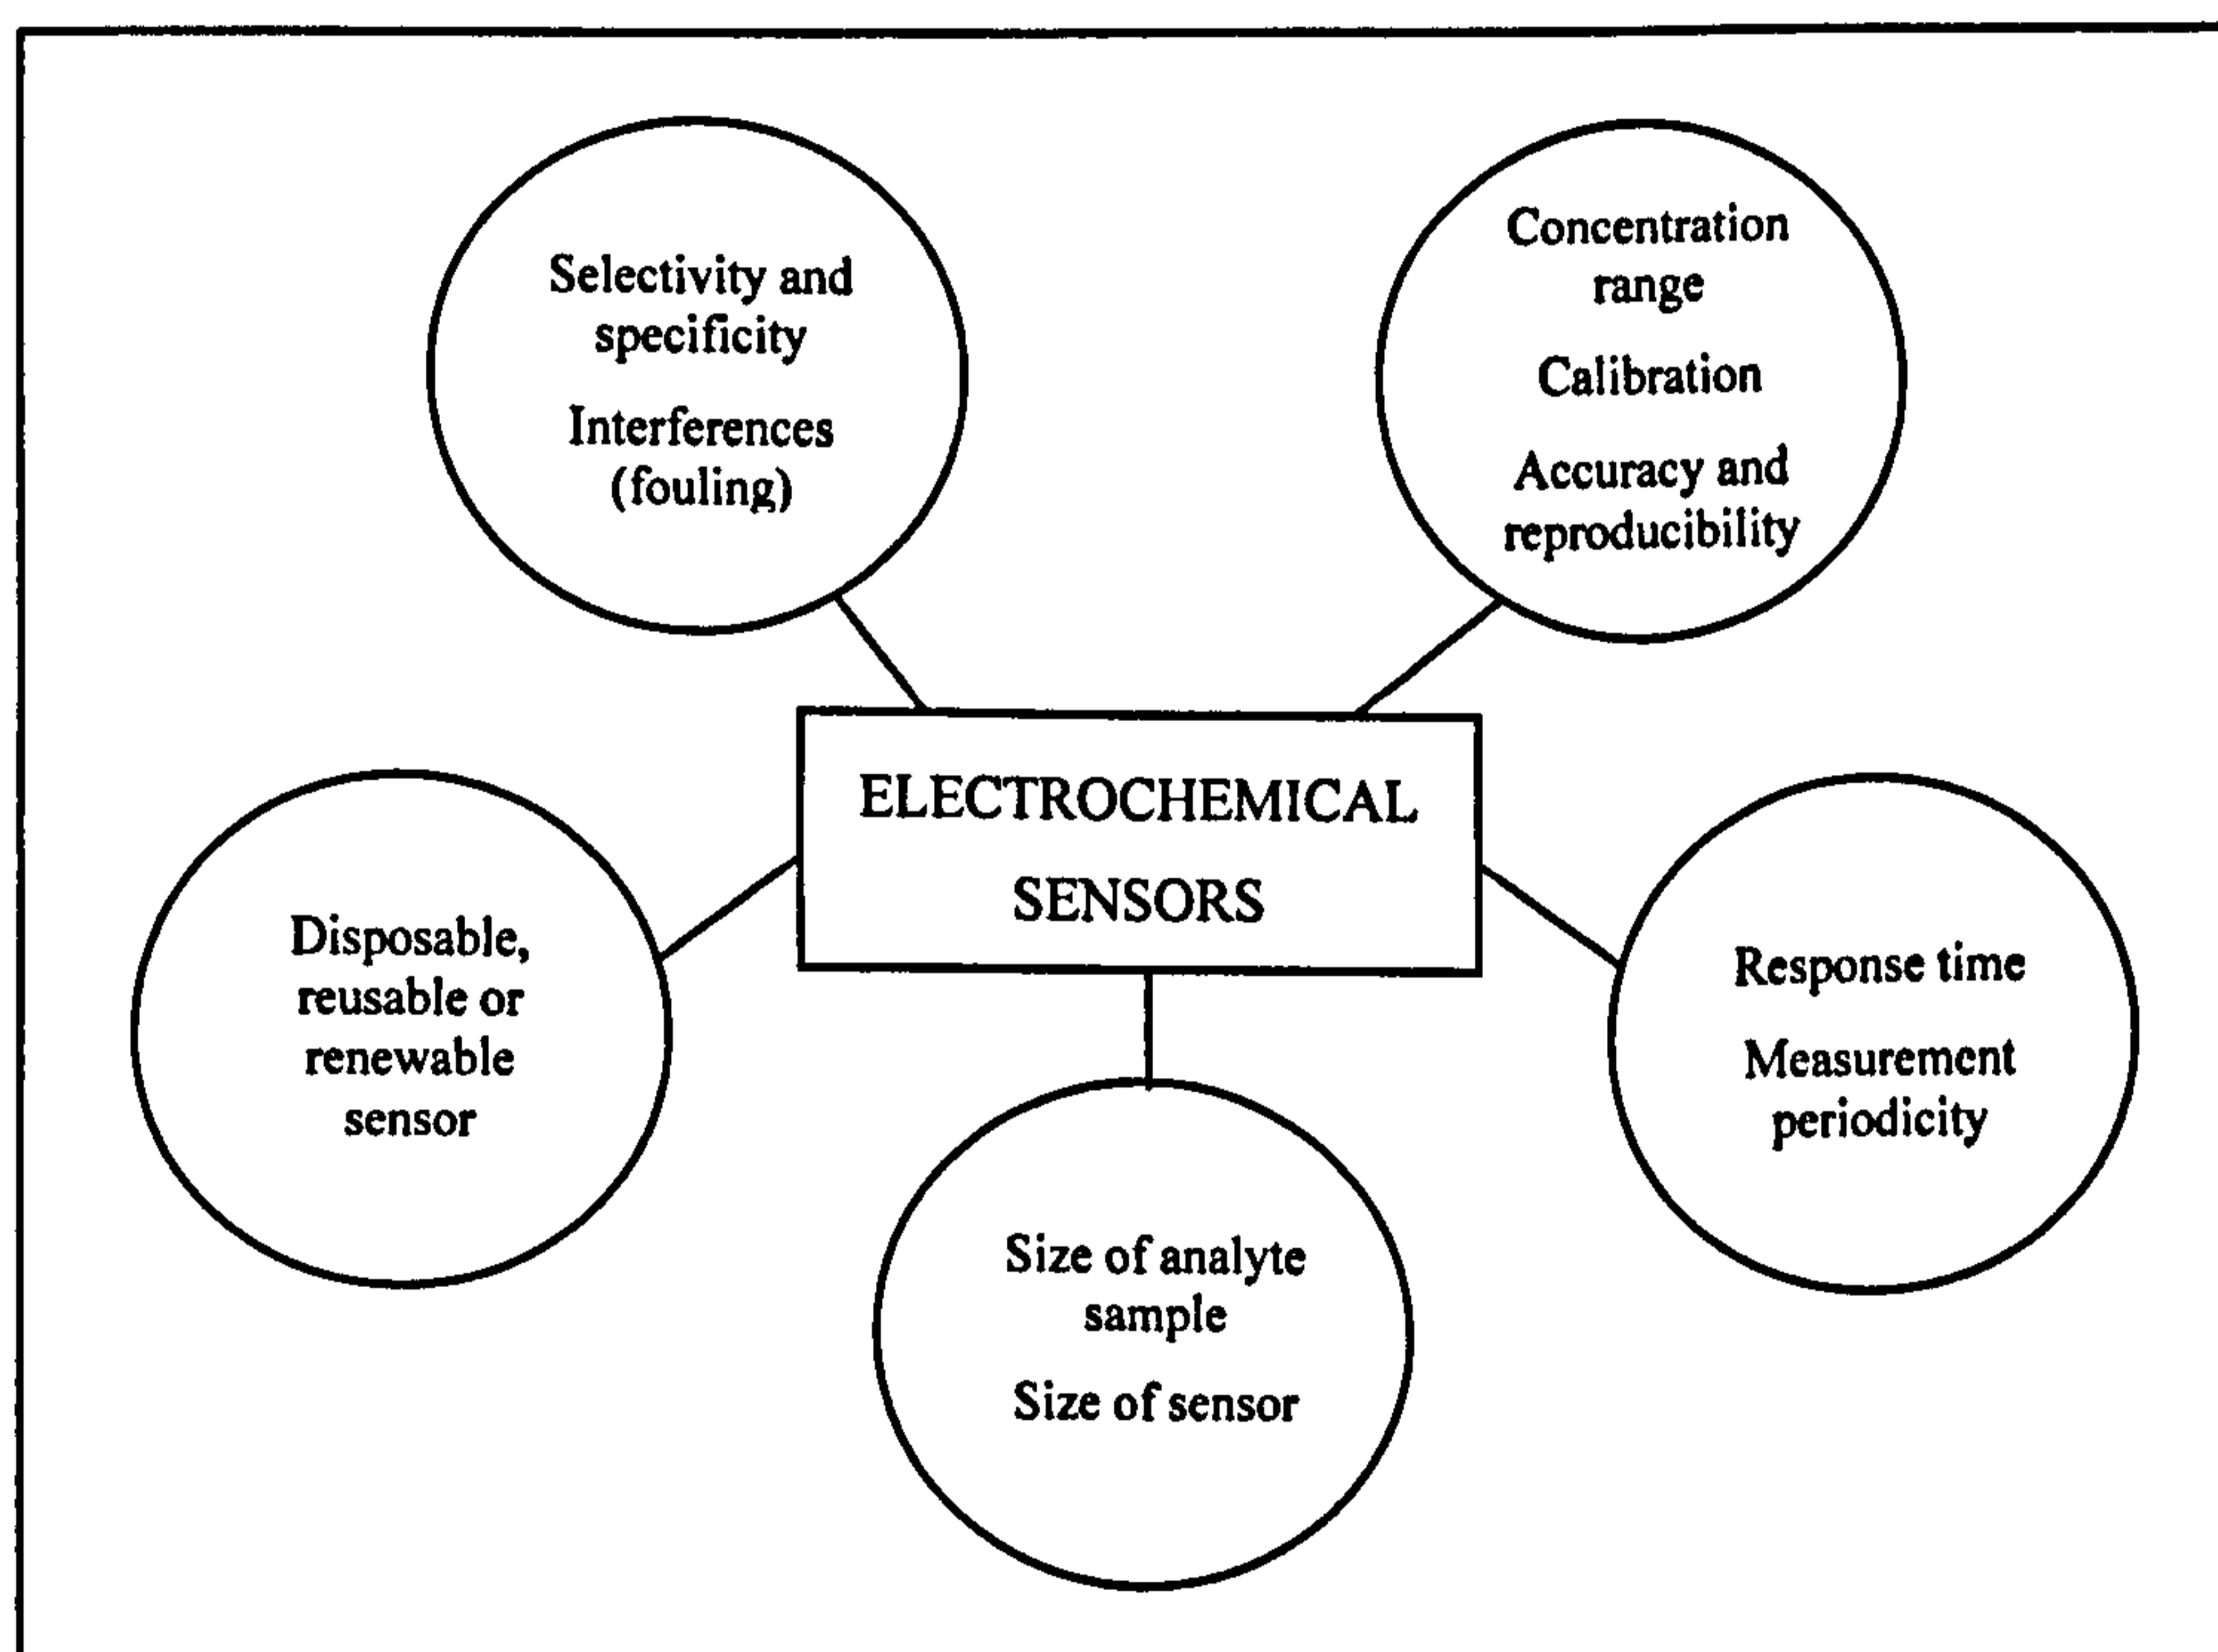 Selectivity and
specificity
Interferences
(fouling)
Concentration
range
Calibration
Accuracy and
reproducibility
ELECTROCHEMICAL
SENSORS
Disposable,
reusable or
renewable
sensor
Response time
Measurement
periodicity
Size of analyte
sample
Size of sensor